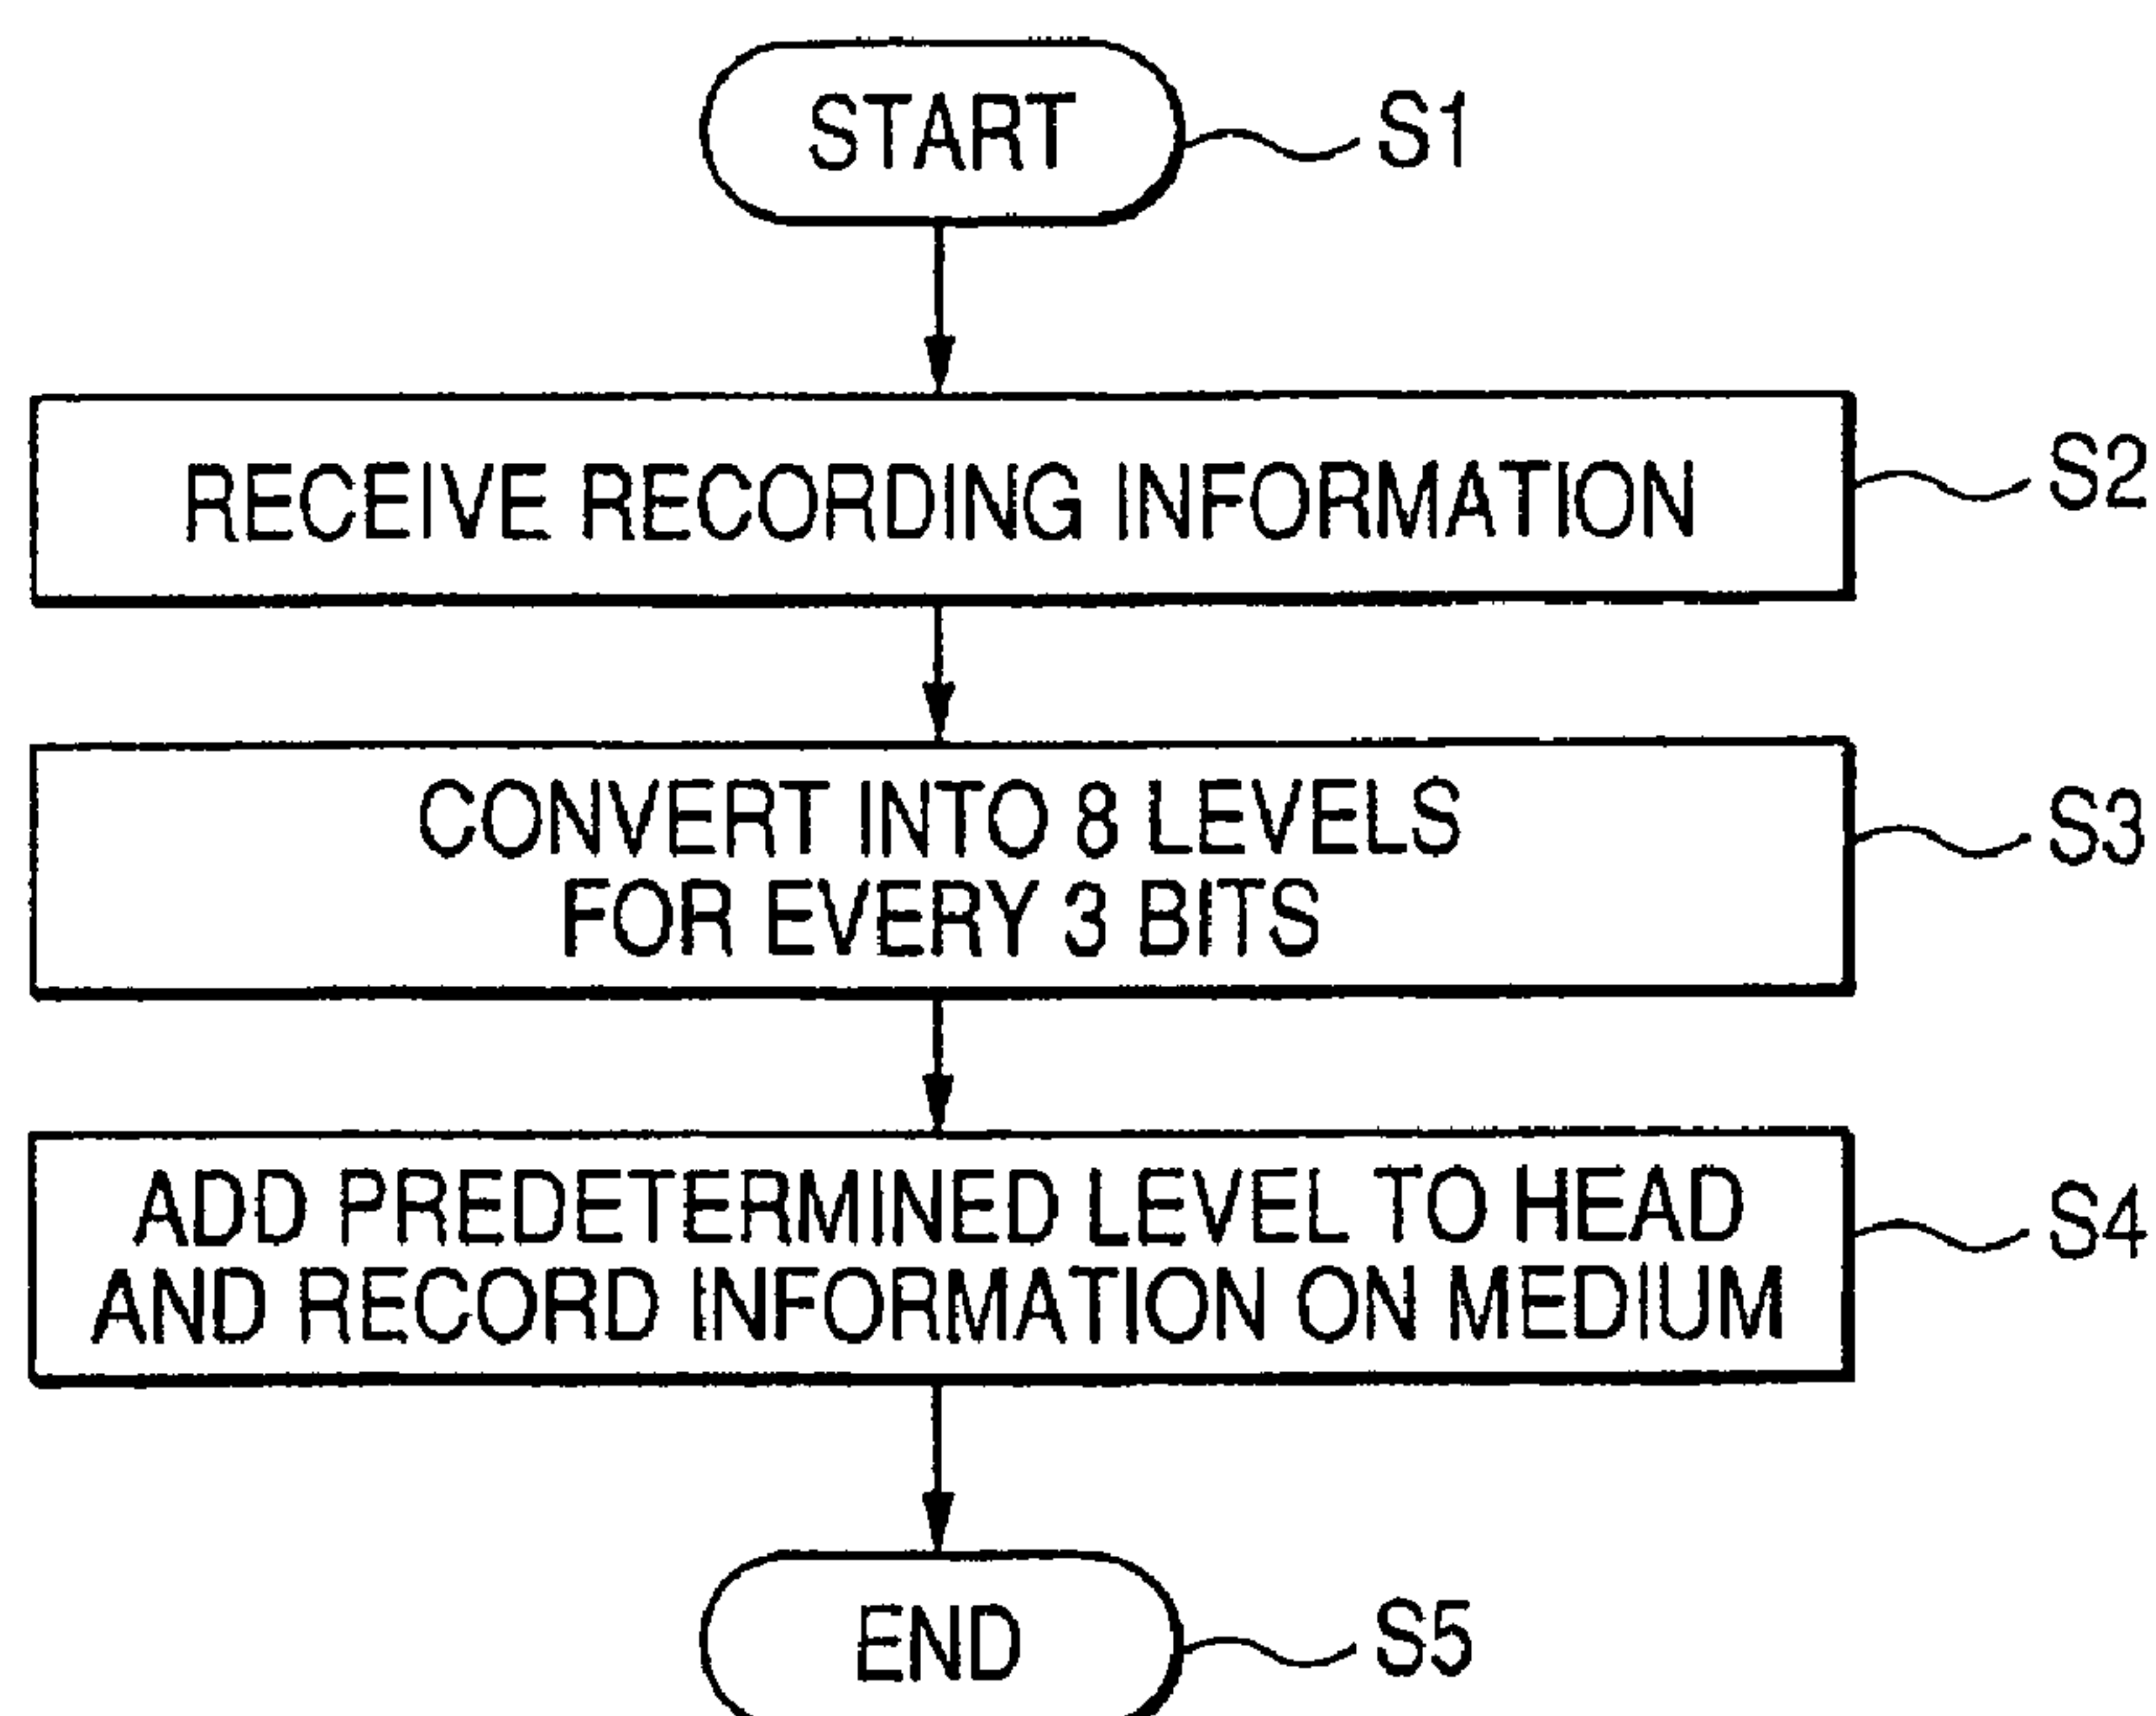 START S1
RECEIVE RECORDING INFORMATION S2
CONVERT INTO 8 LEVELS
FOR EVERY 3 BITS S3
ADD PREDETERMINED LEVEL TO HEAD
AND RECORD INFORMATION ON MEDIUM S4
END S5